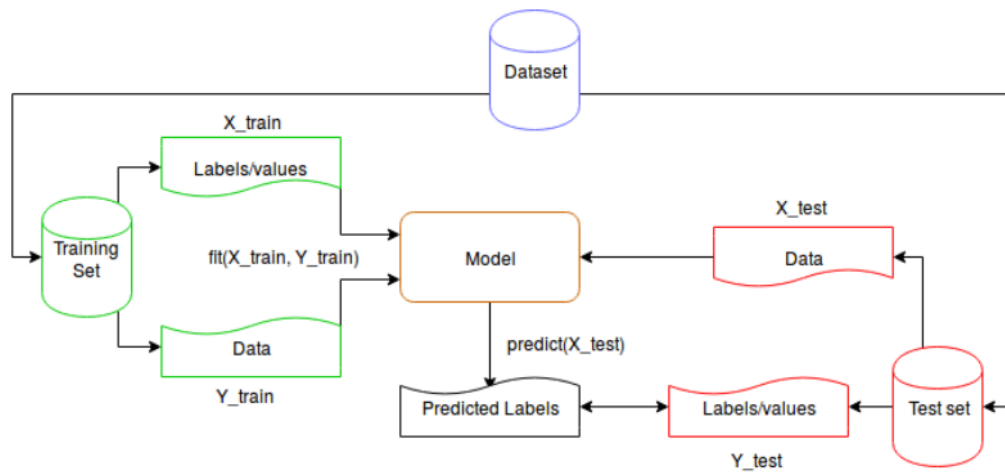 Dataset
X_train
Labels/values
X_test
Training
Set
fit(X_train, Y_train)
Model
Data
predict(X_test)
Data
Y_train
Predicted Labels
Labels/values
Test set
Y_test